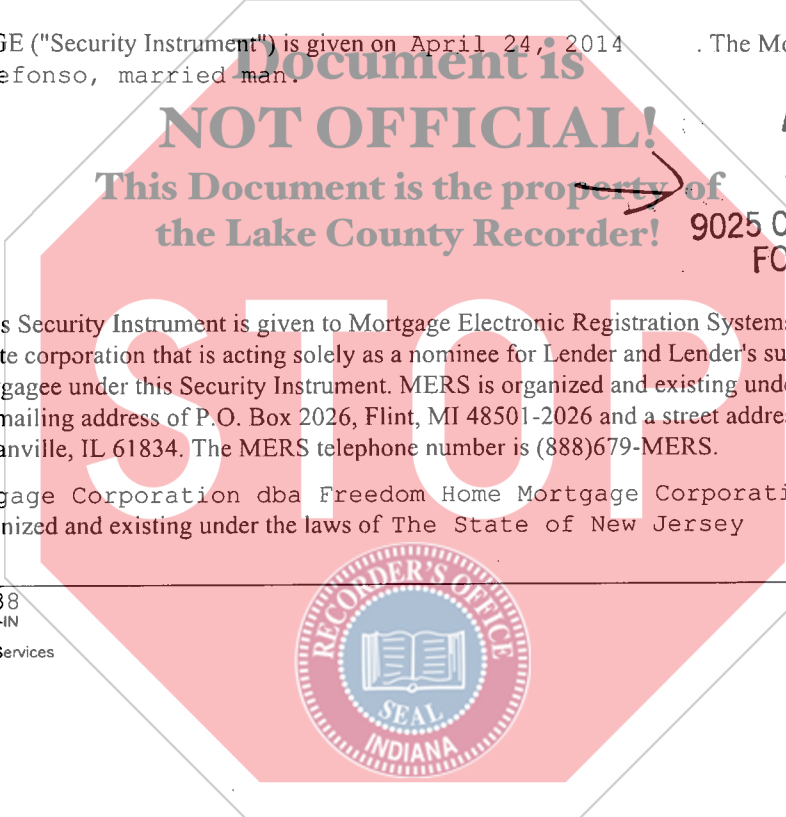 GE ("Security Instrument") is given on April 24, 2014 . The Mo
efonso, married man.
Document is
NOT OFFICIAL!
This Document is the property of
the Lake County Recorder!
9025 C
FO
s Security Instrument is given to Mortgage Electronic Registration Systems
te corporation that is acting solely as a nominee for Lender and Lender's su
gagee under this Security Instrument. MERS is organized and existing unde
mailing address of P.O. Box 2026, Flint, MI 48501-2026 and a street addre
anville, IL 61834. The MERS telephone number is (888)679-MERS.
STOP
gage Corporation dba Freedom Home Mortgage Corporati
nized and existing under the laws of The State of New Jersey
38
-IN
Services
RECORDER'S OFFICE
SEAL
INDIANA